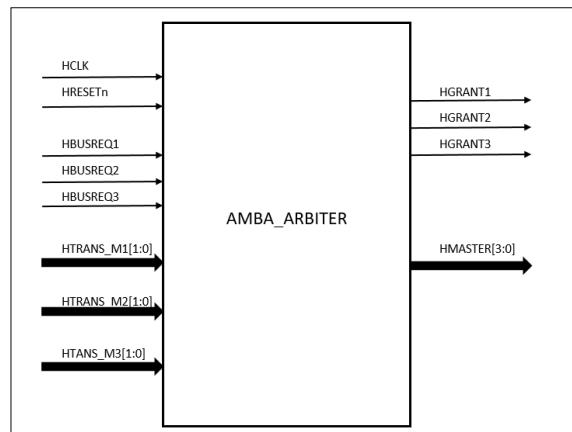 HCLK
HRESETn
HBUSREQ1
HBUSREQ2
HBUSREQ3
HTRANS_M1[1:0]
HTRANS_M2[1:0]
HTANS_M3[1:0]
AMBA_ARBITER
HGRANT1
HGRANT2
HGRANT3
HMASTER[3:0]